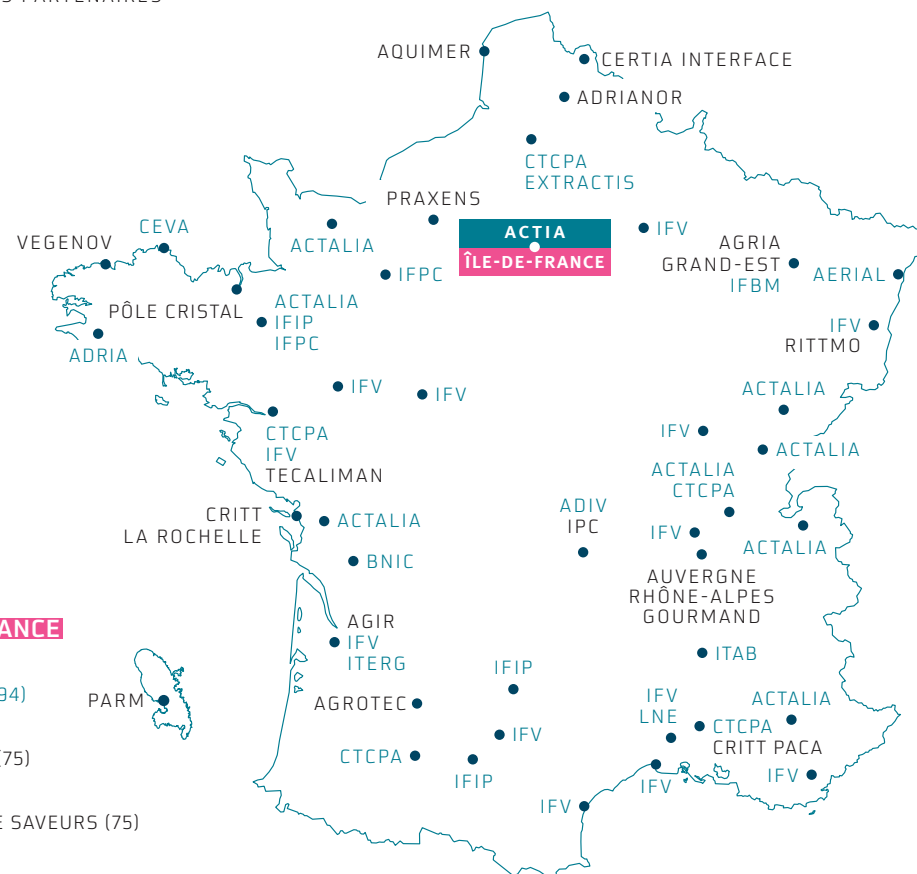 PARTENAIRES
AQUIMER
CERTIA INTERFACE
ADRIANOR
CTCPA
EXTRACTIS
PRAXENS
CEVA
ACTALIA
ACTIA
ÎLE-DE-FRANCE
IFV
VEGENOV
AGRIA
GRAND-EST
IFBM
AERIAL
IFPC
PÔLE CRISTAL
ACTALIA
IFIP
IFPC
IFV
RITTMO
ADRIA
IFV
IFV
ACTALIA
CTCPA
IFV
TECALIMAN
IFV
ACTALIA
ACTALIA
CTCPA
CRITT
LA ROCHELLE
ACTALIA
ADIV
IPC
IFV
ACTALIA
BNIC
AUVERGNE
RHÔNE-ALPES
GOURMAND
AGIR
IFV
ITERG
ANCE
ITAB
94)
PARM
IFIP
AGROTEC
IFV
LNE
ACTALIA
CTCPA
CRITT PACA
IFV
(75)
CTCPA
IFIP
IFV
IFV
IFV
SAVEURS (75)